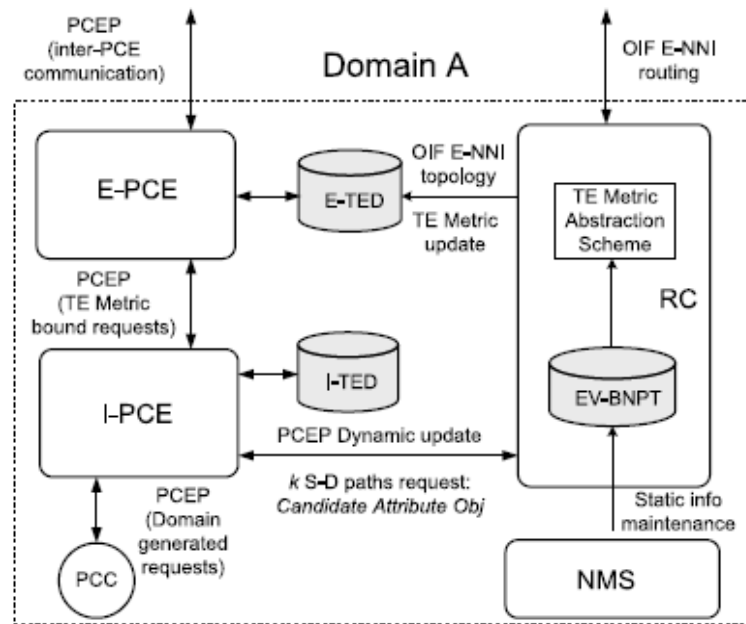 PCEP
(inter-PCE
communication)
Domain A
OIF E-NNI
routing
E-PCE
E-TED
OIF E-NNI
topology
TE Metric
update
TE Metric
Abstraction
Scheme
RC
PCEP
(TE Metric
bound requests)
I-TED
I-PCE
EV-BNPT
PCEP Dynamic update
k S-D paths request:
Candidate Attribute Obj
PCEP
(Domain
generated
requests)
Static info
maintenance
PCC
NMS